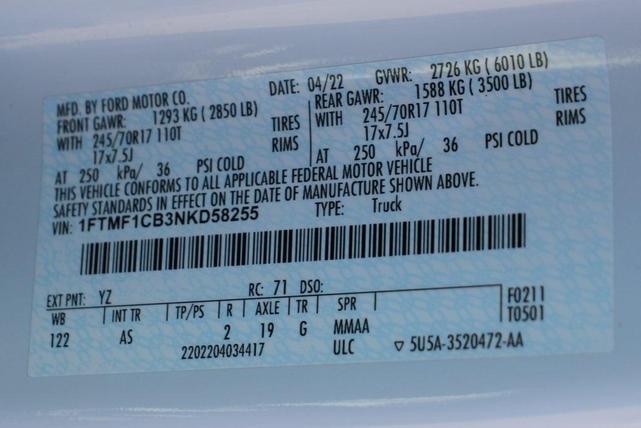 MFD. BY FORD MOTOR CO. DATE: 04/22 GVWR: 2726 KG ( 6010 LB)
FRONT GAWR: 1293 KG ( 2850 LB) REAR GAWR: 1588 KG ( 3500 LB)
WITH 245/70R17 110T TIRES WITH 245/70R17 110T TIRES
17x7.5J RIMS 17x7.5J RIMS
AT 250 kPa/ 36 PSI COLD AT 250 kPa/ 36 PSI COLD
THIS VEHICLE CONFORMS TO ALL APPLICABLE FEDERAL MOTOR VEHICLE
SAFETY STANDARDS IN EFFECT ON THE DATE OF MANUFACTURE SHOWN ABOVE.
VIN: 1FTMF1CB3NKD58255 TYPE: Truck
EXT PNT: YZ RC: 71 DSO:
WB INT TR TP/PS R AXLE TR SPR F0211
122 AS 2 19 G MMAA T0501
2202204034417 ULC ▽ 5U5A-3520472-AA